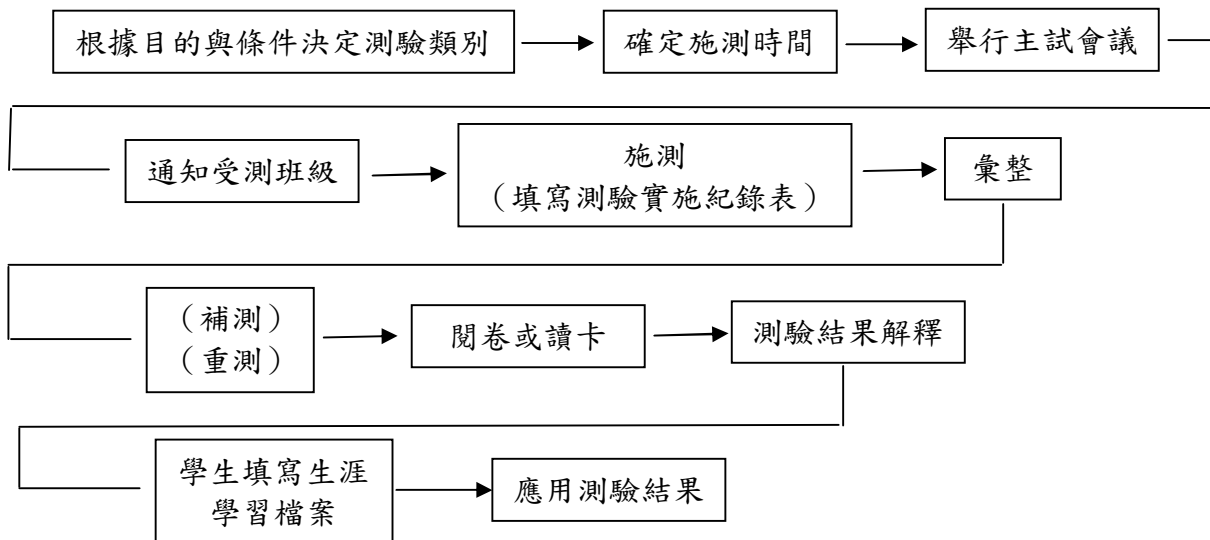 根據目的與條件決定測驗類別
確定施測時間
舉行主試會議
通知受測班級
施測
（填寫測驗實施紀錄表）
彙整
（補測）
（重測）
閱卷或讀卡
測驗結果解釋
學生填寫生涯
學習檔案
應用測驗結果